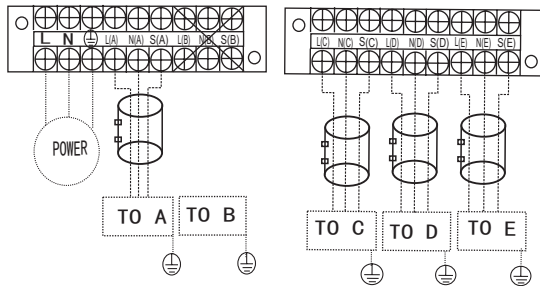 L N L(A) N(A) S(A) L(B) N(B) S(B)
POWER
TO A
TO B
L(C) N(C) S(C) L(D) N(D) S(D) L(E) N(E) S(E)
TO C
TO D
TO E